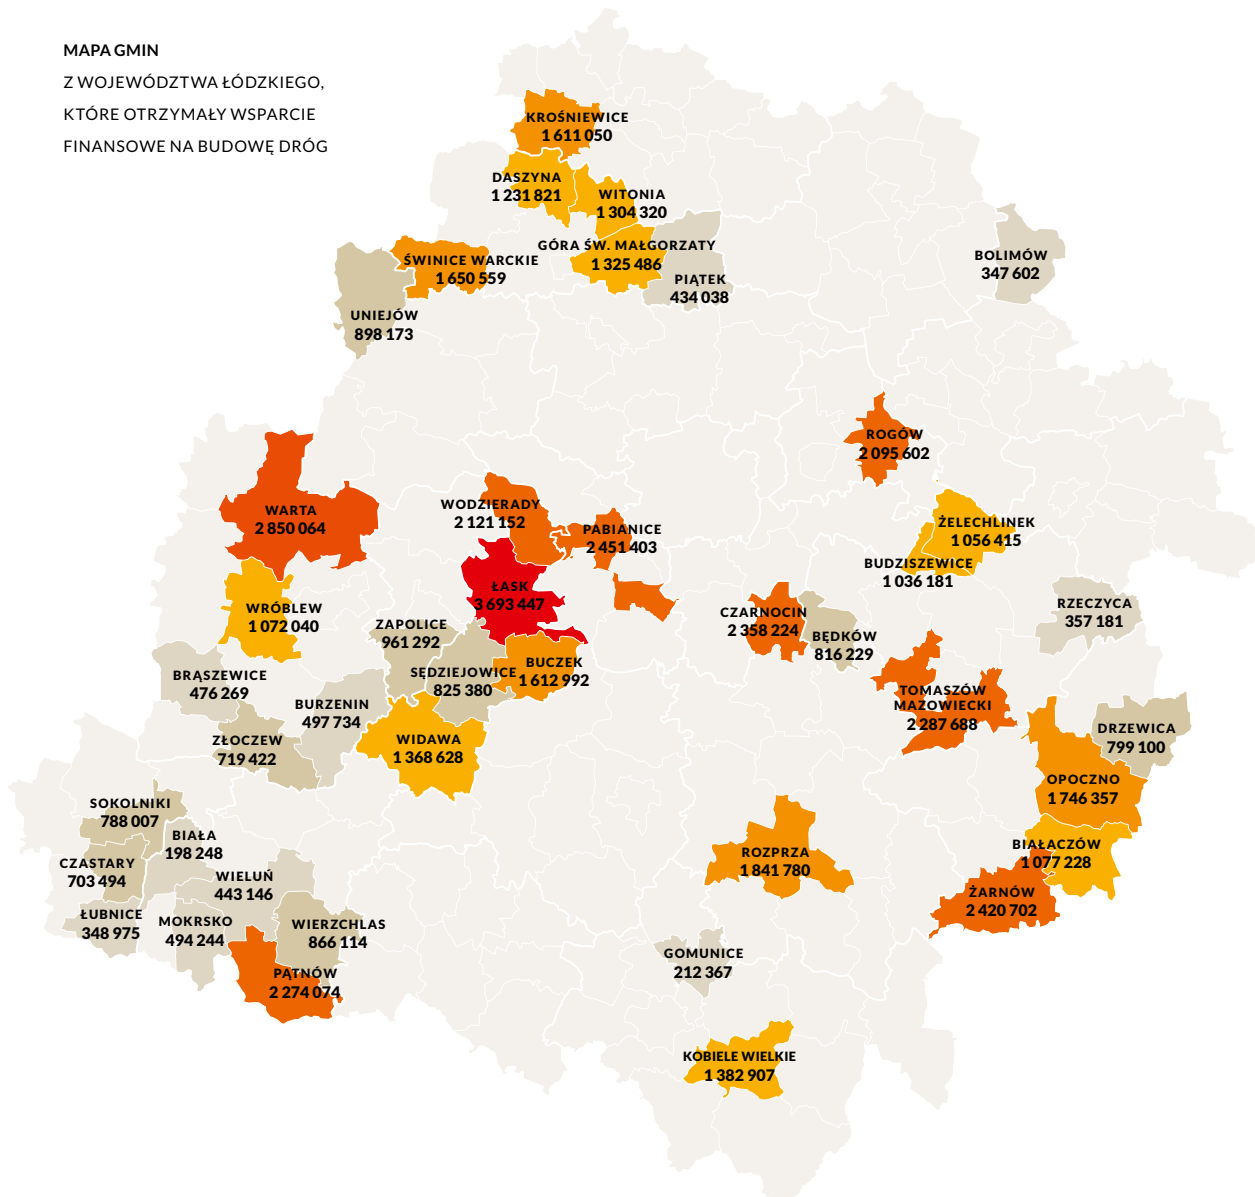 MAPA GMIN
Z WOJEWÓDZTWA ŁÓDZKIEGO,
KTÓRE OTRZYMAŁY WSPARCIE
FINANSOWE NA BUDOWĘ DRÓG
KROŚNIEWICE
1 611 050
DASZYNA
1 231 821
WITONIA
1 304 320
GÓRA ŚW. MAŁGORZATY
1 325 486
ŚWINICE WARCKIE
1 650 559
PIĄTEK
434 038
BOLIMÓW
347 602
UNIEJÓW
898 173
ROGÓW
2 095 602
WARTA
2 850 064
WODZIERADY
2 121 152
PABIANICE
2 451 403
ŻELECHLINEK
1 056 415
BUDZISZEWICE
1 036 181
ŁASK
3 693 447
WRÓBLEW
1 072 040
ZAPOLICE
961 292
CZARNOCIN
2 358 224
BĘDKÓW
816 229
RZECZYCA
357 181
BRĄSZEWICE
476 269
SĘDZIEJOWICE
825 380
BUCZEK
1 612 992
BURZENIN
497 734
TOMASZÓW
MAZOWIECKI
2 287 688
ZŁOCZEW
719 422
WIDAWA
1 368 628
DRZEWICA
799 100
OPOCZNO
1 746 357
SOKOLNIKI
788 007
BIAŁA
198 248
CZASTARY
703 494
WIELUŃ
443 146
ROZPRZA
1 841 780
BIAŁACZÓW
1 077 228
ŻARNÓW
2 420 702
ŁUBNICE
348 975
MOKRSKO
494 244
WIERZCHLAS
866 114
PĄTNÓW
2 274 074
GOMUNICE
212 367
KOBIELE WIELKIE
1 382 907